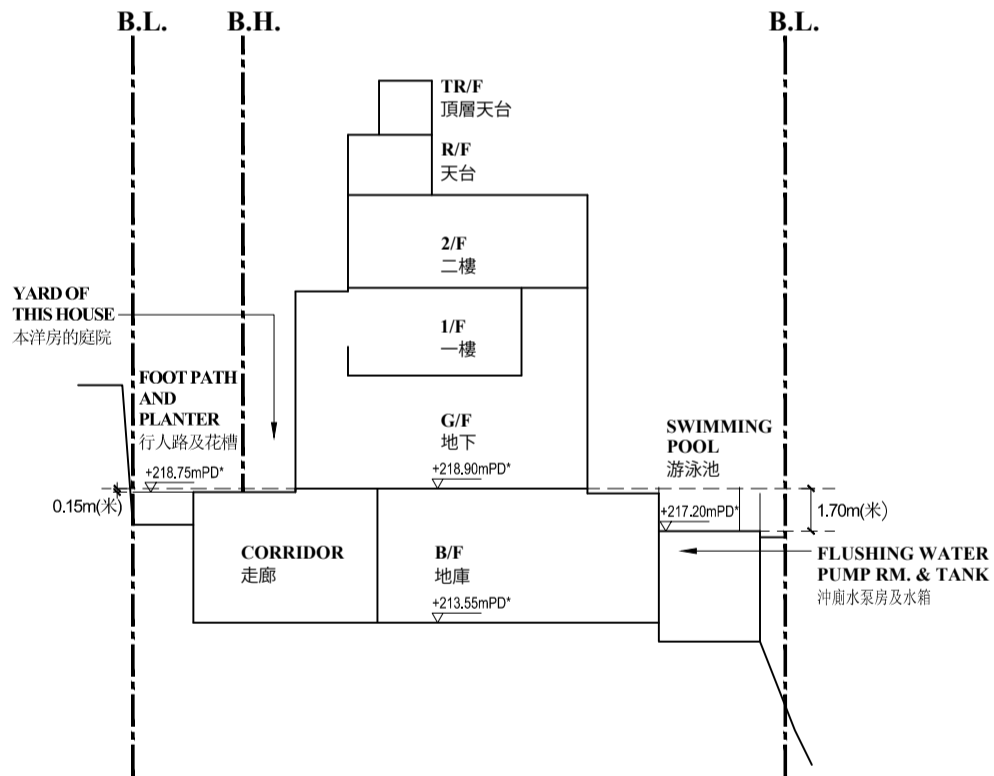 B.L.
B.H.
B.L.
TR/F
頂層天台
R/F
天台
2/F
二樓
1/F
一樓
YARD OF
THIS HOUSE
本洋房的庭院
FOOT PATH
AND
PLANTER
行人路及花槽
+218.75mPD*
0.15m(米)
G/F
地下
+218.90mPD*
SWIMMING
POOL
游泳池
+217.20mPD*
1.70m(米)
CORRIDOR
走廊
B/F
地庫
+213.55mPD*
FLUSHING WATER
PUMP RM. & TANK
沖廁水泵房及水箱